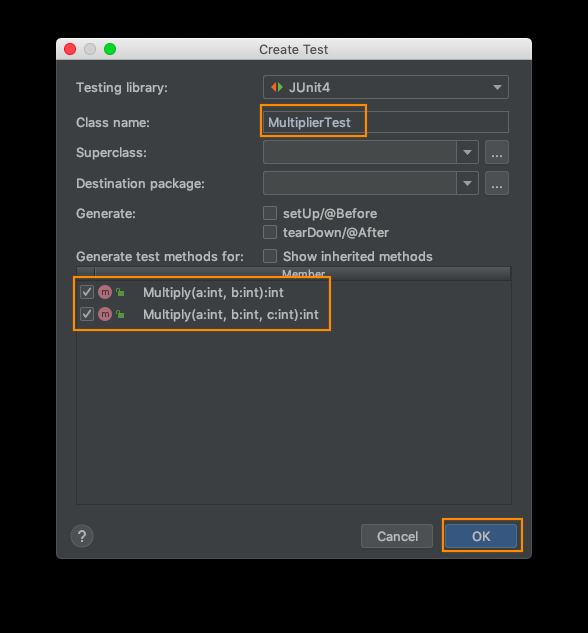 Create Test
Testing library: JUnit4
Class name: MultiplierTest
Superclass: ...
Destination package: ...
Generate: setUp/@Before
tearDown/@After
Generate test methods for: Show inherited methods
Member
m Multiply(a:int, b:int):int
m Multiply(a:int, b:int, c:int):int
? Cancel OK